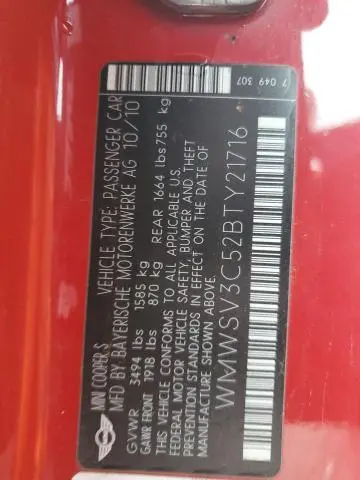 MINI COOPER S VEHICLE TYPE: PASSENGER CAR
MFD BY BAYERISCHE MOTORENWERKE AG 10/10
GVWR 3494 lbs 1585 kg
GAWR FRONT 1918 lbs 870 kg REAR 1664 lbs 755 kg
THIS VEHICLE CONFORMS TO ALL APPLICABLE U.S.
FEDERAL MOTOR VEHICLE SAFETY, BUMPER AND THEFT
PREVENTION STANDARDS IN EFFECT ON THE DATE OF
MANUFACTURE SHOWN ABOVE.
WMWSV3C52BTY21716
7 049 307